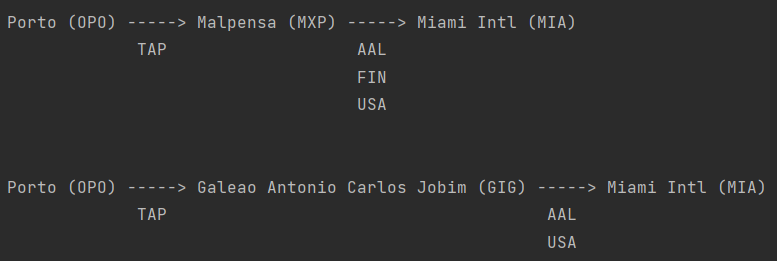 Porto (OPO) -----> Malpensa (MXP) -----> Miami Intl (MIA)
TAP AAL
FIN
USA
Porto (OPO) -----> Galeao Antonio Carlos Jobim (GIG) -----> Miami Intl (MIA)
TAP AAL
USA